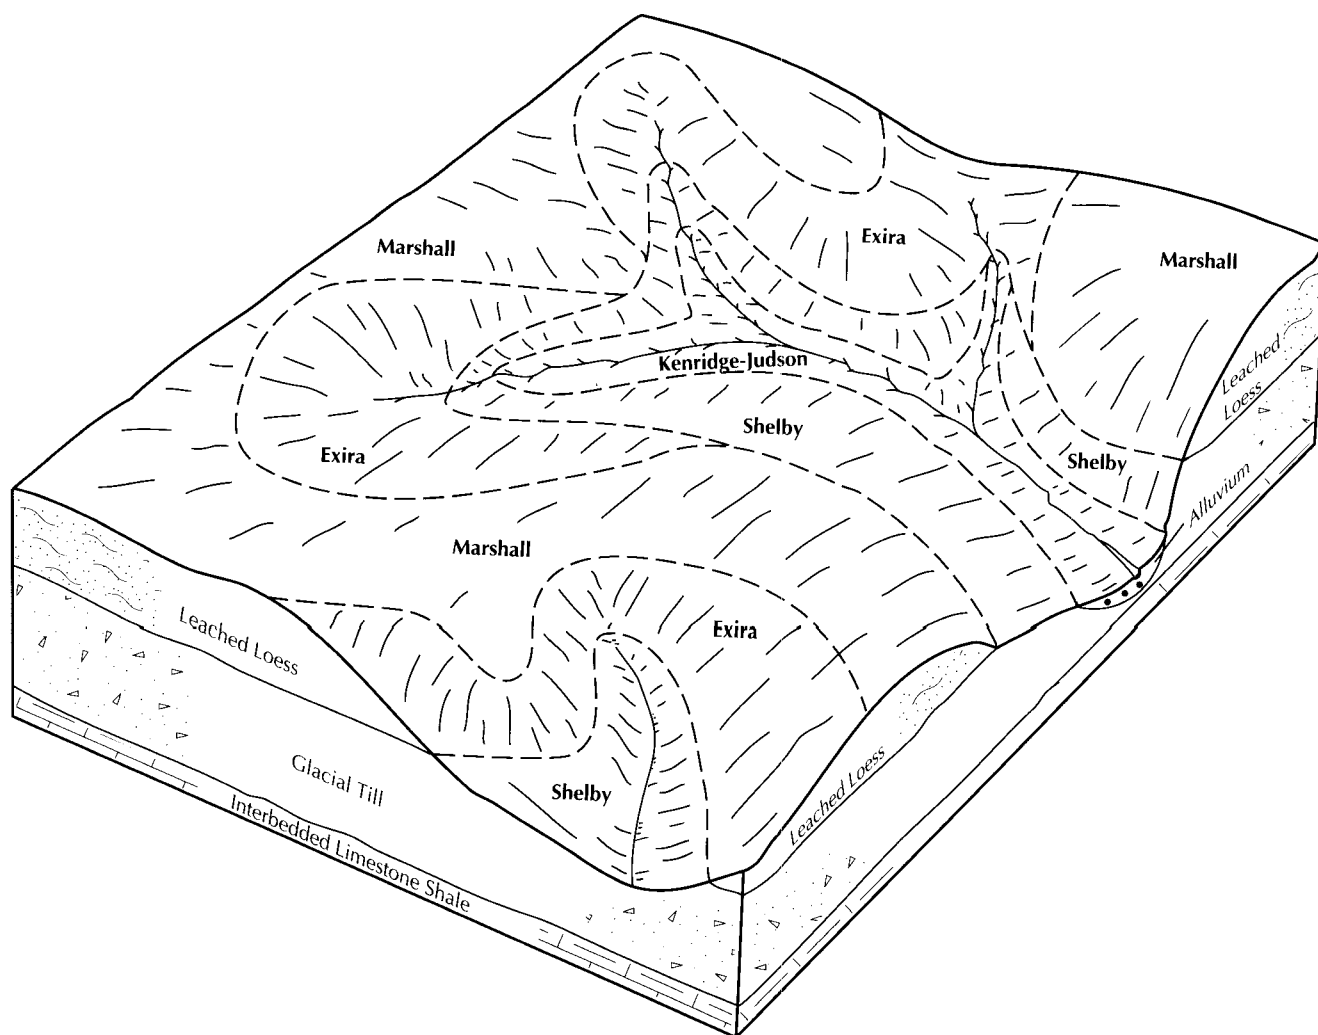 Marshall
Exira
Marshall
Kenridge-Judson
Shelby
Exira
Shelby
Leached
Loess
Alluvium
Marshall
Exira
Leached Loess
Shelby
Glacial Till
Leached Loess
Interbedded Limestone Shale